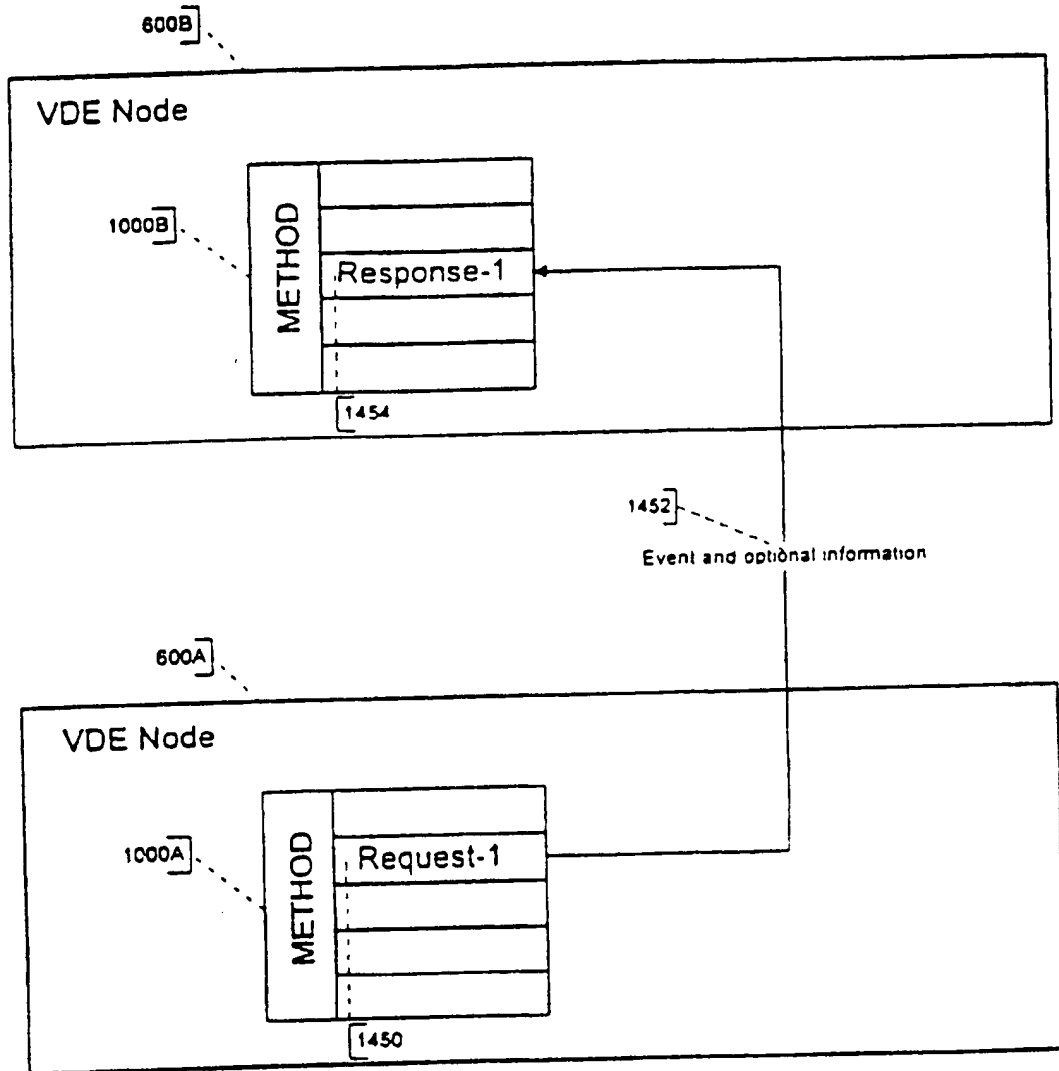 600B
VDE Node
1000B
METHOD
Response-1
1454
1452
Event and optional information
600A
VDE Node
1000A
METHOD
Request-1
1450